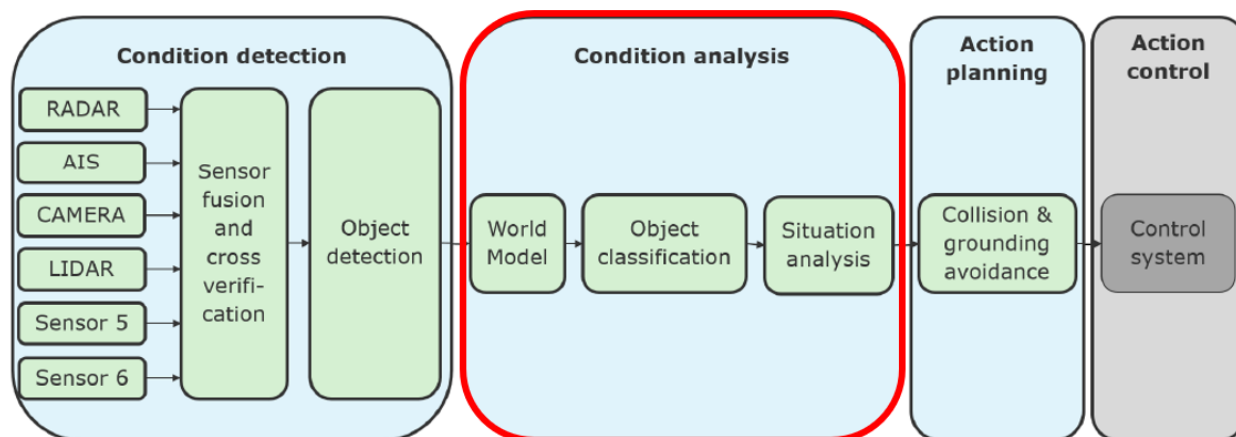 Condition detection
RADAR
AIS
CAMERA
LIDAR
Sensor 5
Sensor 6
Sensor
fusion
and
cross
verifi-
cation
Object
detection
Condition analysis
World
Model
Object
classification
Situation
analysis
Action
planning
Collision &
grounding
avoidance
Action
control
Control
system